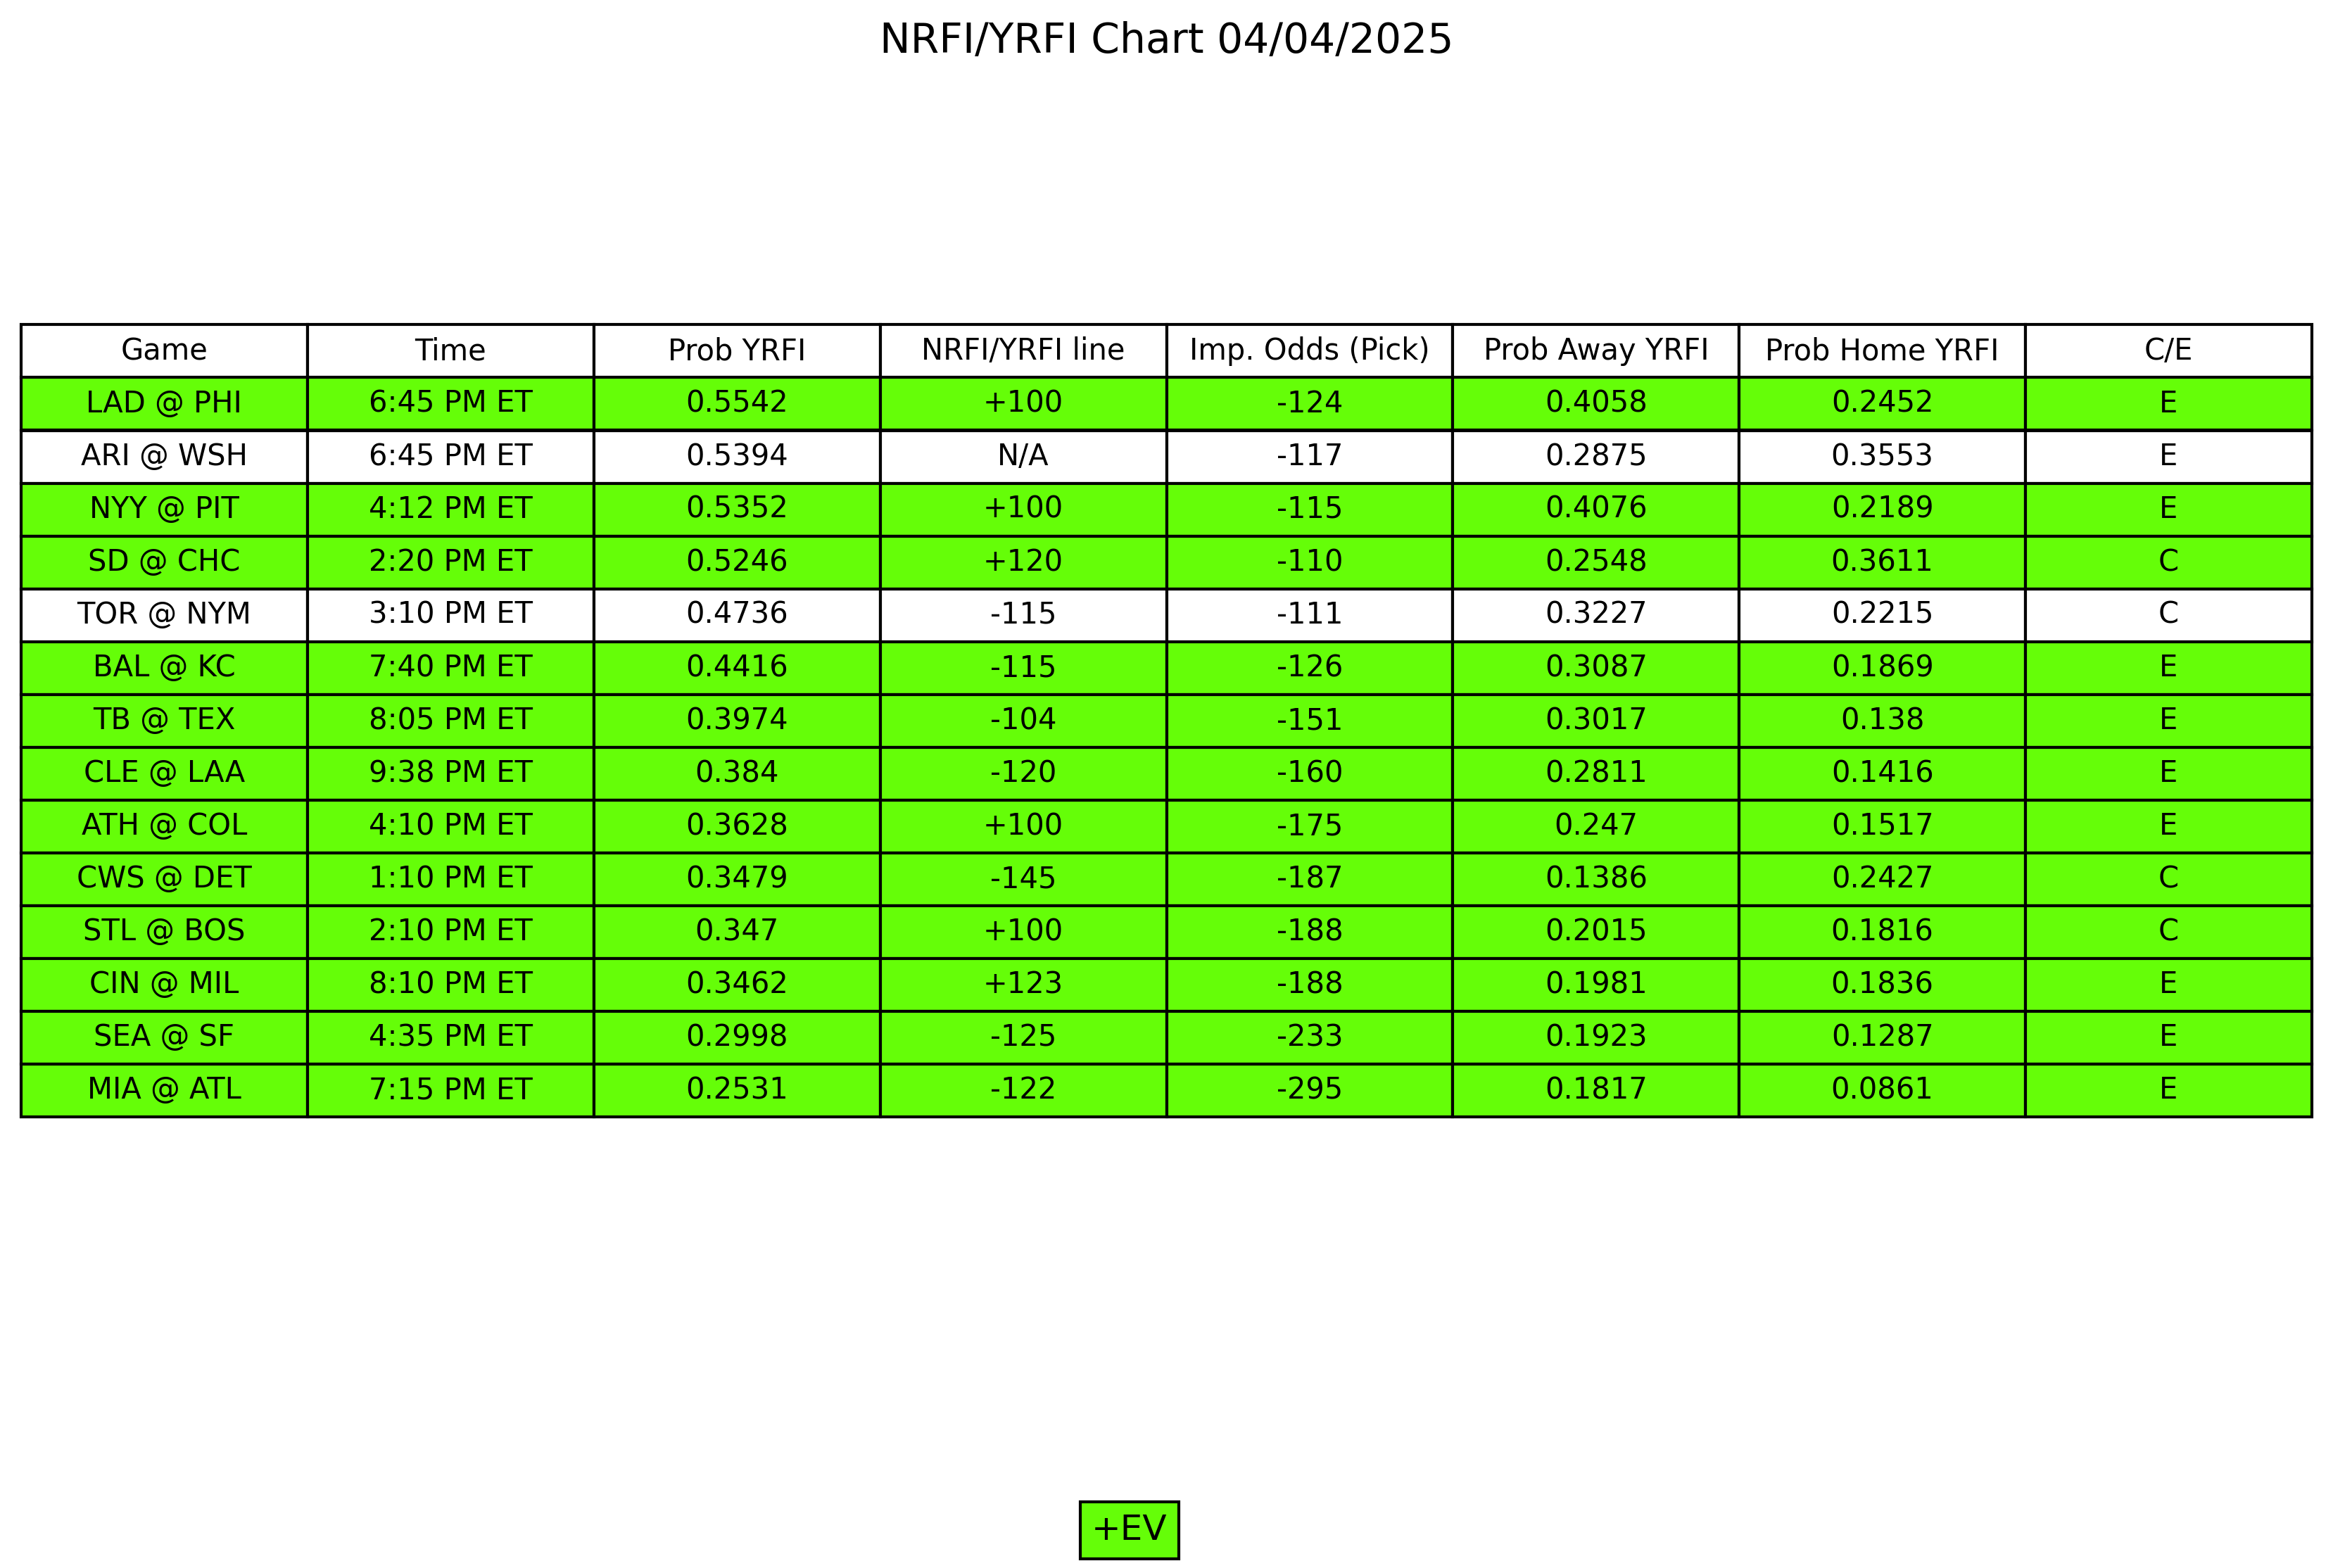 NRFI/YRFI Chart 04/04/2025
Game Time Prob YRFI NRFI/YRFI line Imp. Odds (Pick) Prob Away YRFI Prob Home YRFI C/E
LAD @ PHI 6:45 PM ET 0.5542 +100 -124 0.4058 0.2452 E
ARI @ WSH 6:45 PM ET 0.5394 N/A -117 0.2875 0.3553 E
NYY @ PIT 4:12 PM ET 0.5352 +100 -115 0.4076 0.2189 E
SD @ CHC 2:20 PM ET 0.5246 +120 -110 0.2548 0.3611 C
TOR @ NYM 3:10 PM ET 0.4736 -115 -111 0.3227 0.2215 C
BAL @ KC 7:40 PM ET 0.4416 -115 -126 0.3087 0.1869 E
TB @ TEX 8:05 PM ET 0.3974 -104 -151 0.3017 0.138 E
CLE @ LAA 9:38 PM ET 0.384 -120 -160 0.2811 0.1416 E
ATH @ COL 4:10 PM ET 0.3628 +100 -175 0.247 0.1517 E
CWS @ DET 1:10 PM ET 0.3479 -145 -187 0.1386 0.2427 C
STL @ BOS 2:10 PM ET 0.347 +100 -188 0.2015 0.1816 C
CIN @ MIL 8:10 PM ET 0.3462 +123 -188 0.1981 0.1836 E
SEA @ SF 4:35 PM ET 0.2998 -125 -233 0.1923 0.1287 E
MIA @ ATL 7:15 PM ET 0.2531 -122 -295 0.1817 0.0861 E
+EV